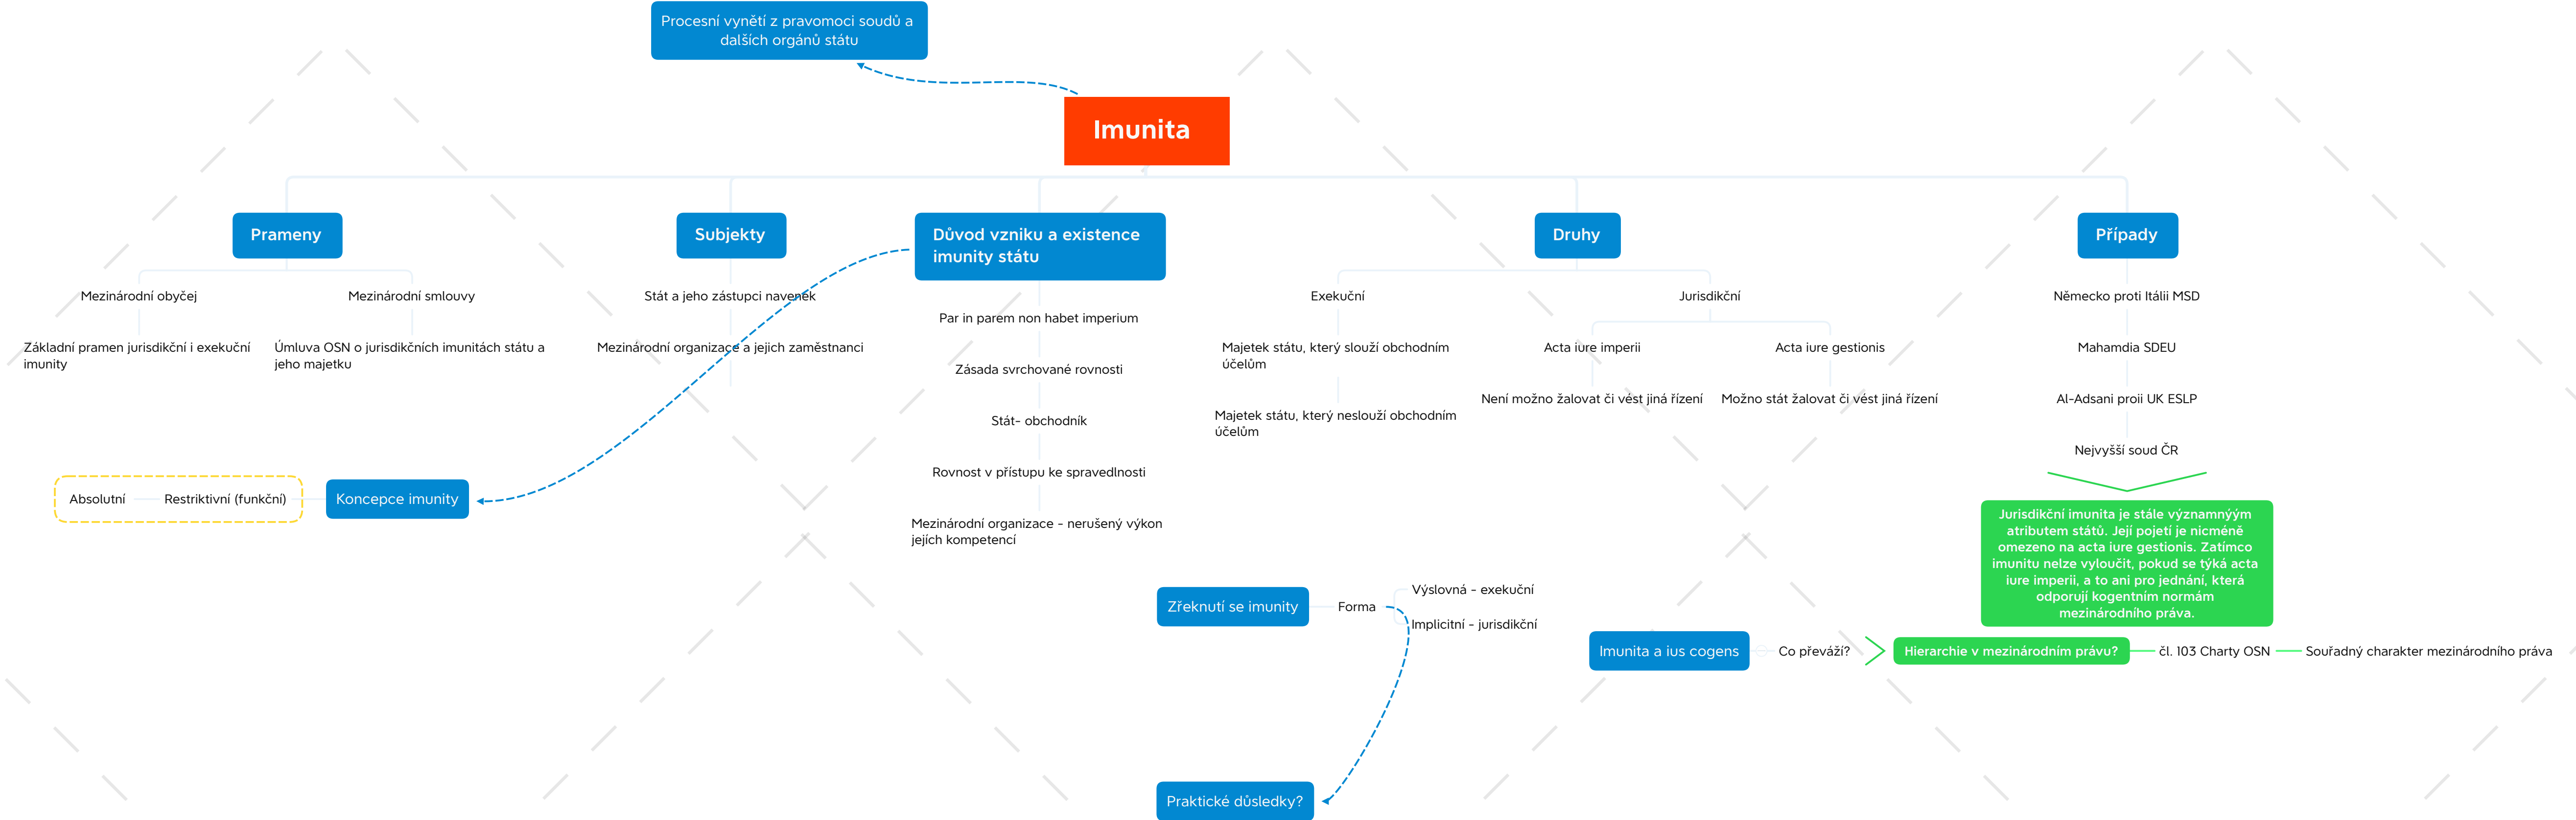 Procesní vynětí z pravomoci soudů a
dalších orgánů státu
Imunita
Prameny
Mezinárodní obyčej
Základní pramen jurisdikční i exekuční
imunity
Mezinárodní smlouvy
Úmluva OSN o jurisdikčních imunitách státu a
jeho majetku
Subjekty
Stát a jeho zástupci navenek
Mezinárodní organizace a jejich zaměstnanci
Důvod vzniku a existence
imunity státu
Par in parem non habet imperium
Zásada svrchované rovnosti
Stát- obchodník
Rovnost v přístupu ke spravedlnosti
Mezinárodní organizace - nerušený výkon
jejích kompetencí
Druhy
Exekuční
Majetek státu, který slouží obchodním
účelům
Majetek státu, který neslouží obchodním
účelům
Jurisdikční
Acta iure imperii
Není možno žalovat či vést jiná řízení
Acta iure gestionis
Možno stát žalovat či vést jiná řízení
Případy
Německo proti Itálii MSD
Mahamdia SDEU
Al-Adsani proii UK ESLP
Nejvyšší soud ČR
Jurisdikční imunita je stále významnýým
atributem států. Její pojetí je nicméně
omezeno na acta iure gestionis. Zatímco
imunitu nelze vyloučit, pokud se týká acta
iure imperii, a to ani pro jednání, která
odporují kogentním normám
mezinárodního práva.
Absolutní
Restriktivní (funkční)
Koncepce imunity
Zřeknutí se imunity
Forma
Výslovná - exekuční
Implicitní - jurisdikční
Imunita a ius cogens
Co převáží?
Hierarchie v mezinárodním právu?
čl. 103 Charty OSN
Souřadný charakter mezinárodního práva
Praktické důsledky?